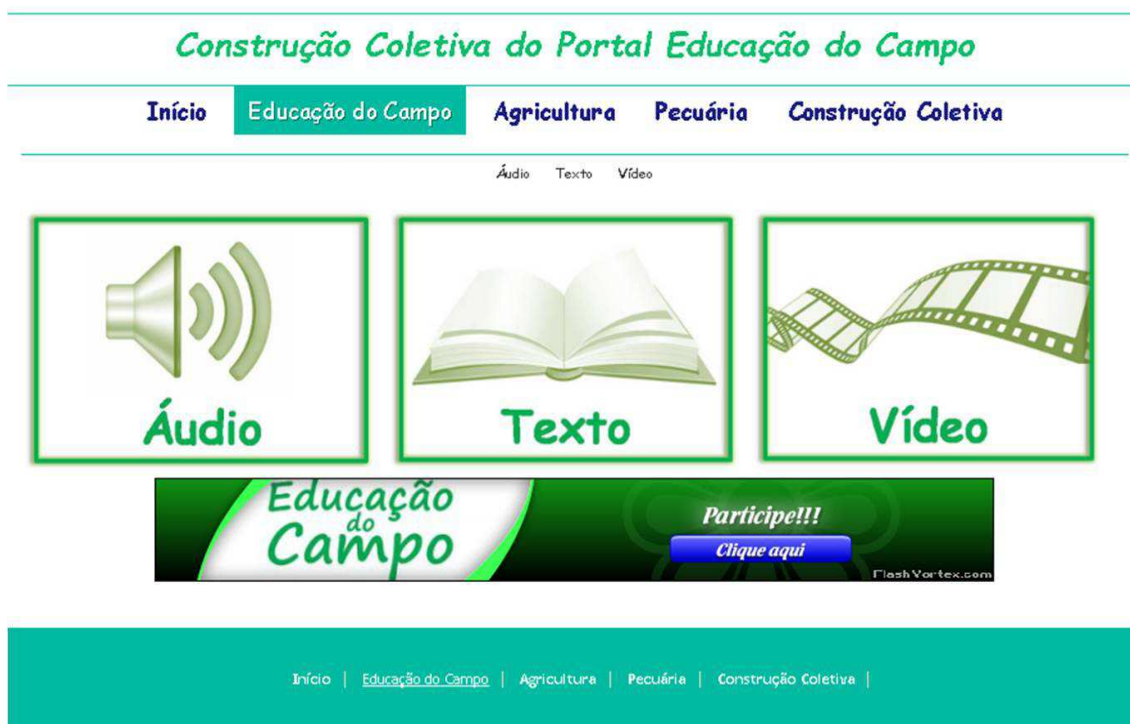 Construção Coletiva do Portal Educação do Campo
Início Educação do Campo Agricultura Pecuária Construção Coletiva
Áudio Texto Vídeo
Áudio Texto Vídeo
Educação
do
Campo
Participe!!!
Clique aqui
FlashVortex.com
Início | Educação do Campo | Agricultura | Pecuária | Construção Coletiva |